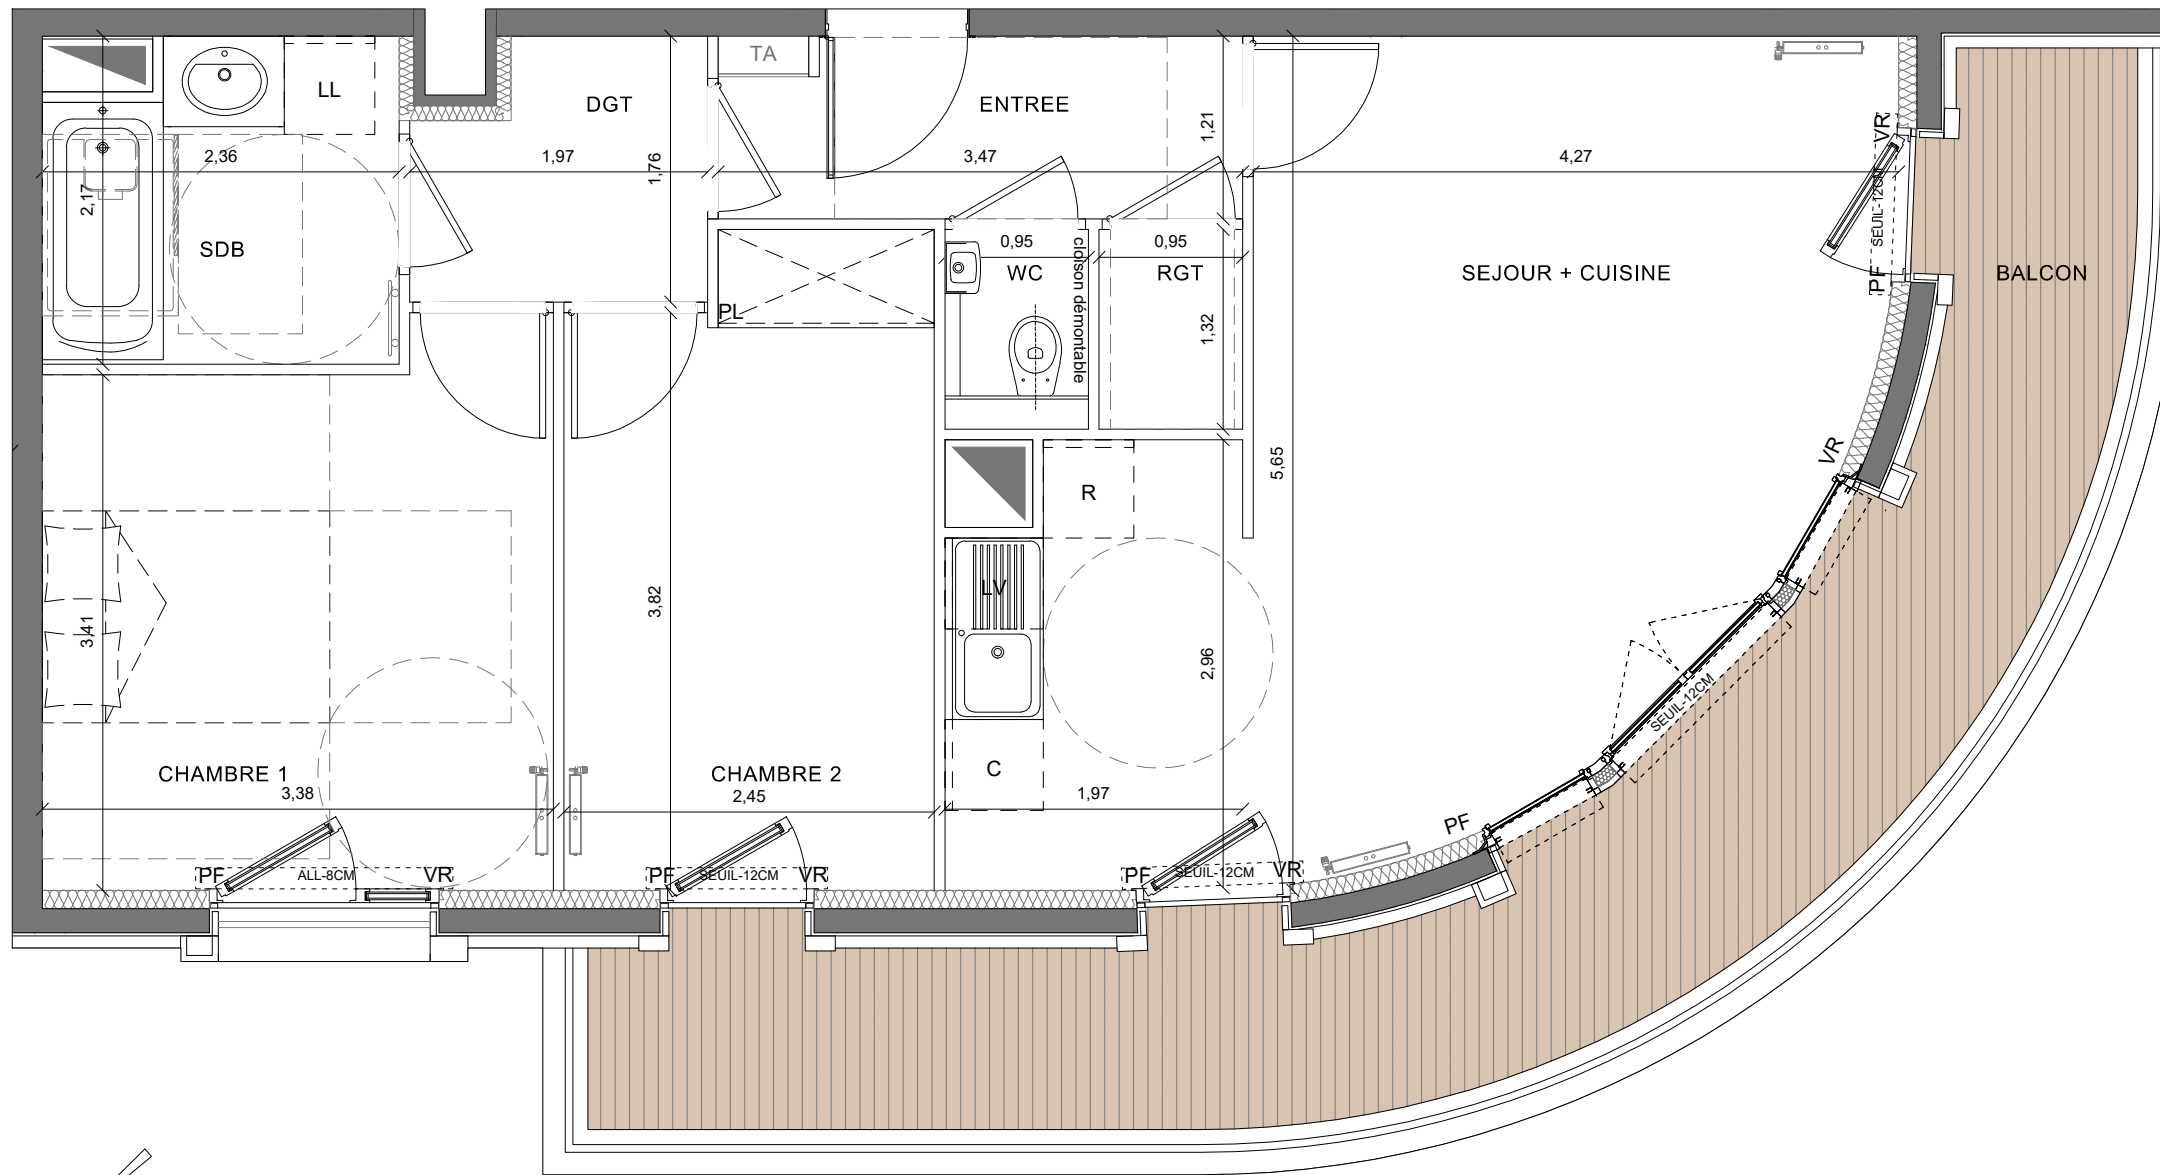 TA
LL
DGT
ENTREE
1,21
VR
2,36
1,97
1,76
3,47
4,27
2,17
SEUIL-12CM
SDB
0,95
cloison démontable
0,95
WC
RGT
SEJOUR + CUISINE
PF
BALCON
PL
1,32
VR
5,65
R
LV
3,82
3,41
2,96
SEUIL-12CM
CHAMBRE 1
CHAMBRE 2
C
3,38
2,45
1,97
PF
PF
ALL-8CM
VR
PF
SEUIL-12CM
VR
PF
SEUIL-12CM
VR